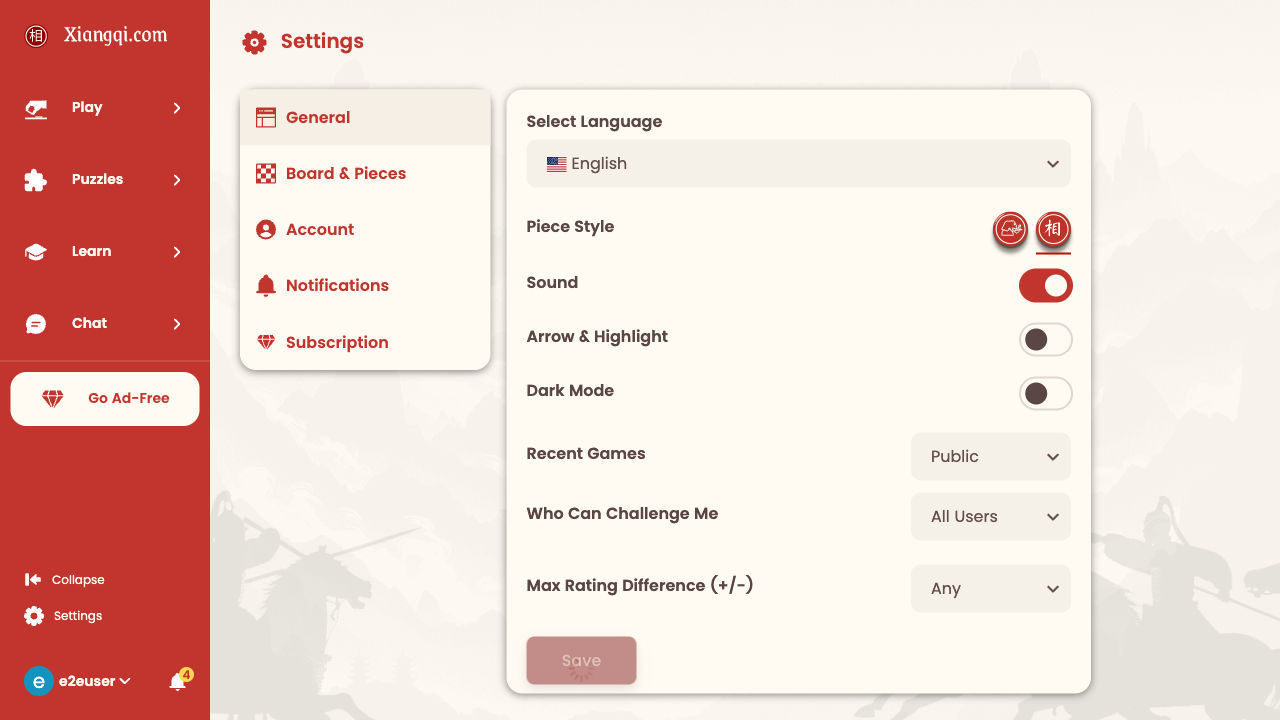 相 Xiangqi.com
Play
Puzzles
Learn
Chat
Go Ad-Free
Collapse
Settings
e e2euser
4
Settings
General
Board & Pieces
Account
Notifications
Subscription
Select Language
English
Piece Style
相
Sound
Arrow & Highlight
Dark Mode
Recent Games
Public
Who Can Challenge Me
All Users
Max Rating Difference (+/-)
Any
Save